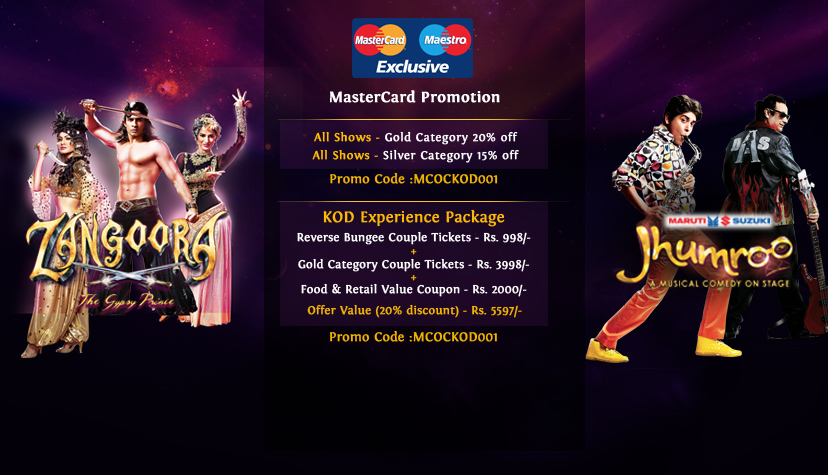 MasterCard Maestro
Exclusive
MasterCard Promotion
All Shows - Gold Category 20% off
All Shows - Silver Category 15% off
Promo Code :MCOCKOD001
KOD Experience Package
Reverse Bungee Couple Tickets - Rs. 998/-
+
Gold Category Couple Tickets - Rs. 3998/-
+
Food & Retail Value Coupon - Rs. 2000/-
Offer Value (20% discount) - Rs. 5597/-
Promo Code :MCOCKOD001
ZANGOORA
The Gypsy Prince
MARUTI SUZUKI
Jhumroo
A MUSICAL COMEDY ON STAGE